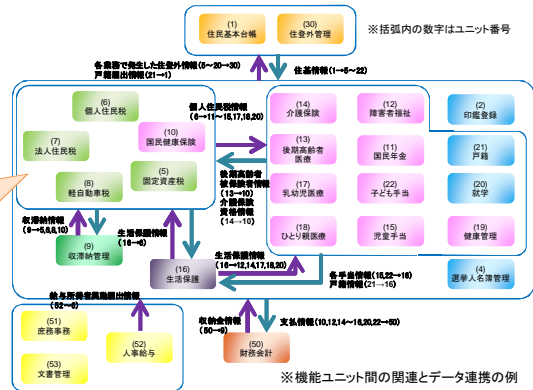 (1)
住民基本台帳
(30)
住登外管理
※括弧内の数字はユニット番号
各業務で発生した住登外情報(5~20→30)
戸籍届出情報(21→1)
住基情報(1→5~22)
(6)
個人住民税
(7)
法人住民税
(10)
国民健康保険
(5)
固定資産税
(8)
軽自動車税
個人住民税情報
(6→11~15,17,18,20)
後期高齢者
被保険者情報
(13→10)
介護保険
資格情報
(14→10)
(14)
介護保険
(12)
障害者福祉
(2)
印鑑登録
(13)
後期高齢者
医療
(11)
国民年金
(21)
戸籍
(17)
乳幼児医療
(22)
子ども手当
(20)
就学
(18)
ひとり親医療
(15)
児童手当
(19)
健康管理
(4)
選挙人名簿管理
収滞納情報
(9→5,6,8,10)
(9)
収滞納管理
生活保護情報
(16→6)
生活保護情報
(16→12,14,17,18,20)
(16)
生活保護
各手当情報(15,22→16)
戸籍情報(21→16)
給与所得者異動届出情報
(52→6)
収納金情報
(50→9)
支払情報(10,12,14~16,20,22→50)
(51)
庶務事務
(52)
人事給与
(53)
文書管理
(50)
財務会計
※機能ユニット間の関連とデータ連携の例